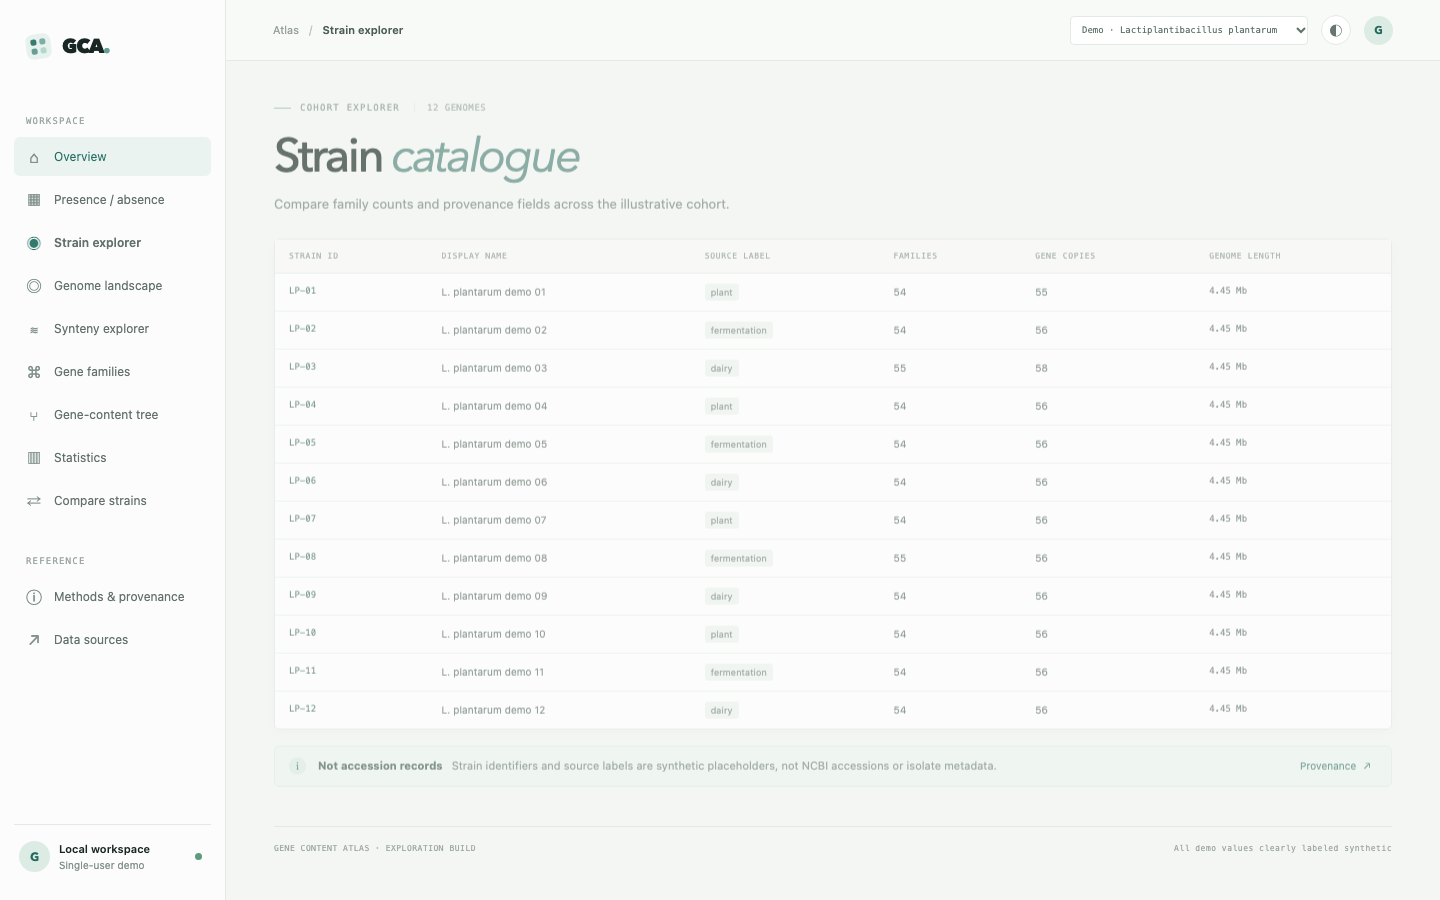 GCA.
Atlas / Strain explorer
Demo · Lactiplantibacillus plantarum
G
WORKSPACE
Overview
Presence / absence
Strain explorer
Genome landscape
Synteny explorer
Gene families
Gene-content tree
Statistics
Compare strains
REFERENCE
Methods & provenance
Data sources
G
Local workspace
Single-user demo
COHORT EXPLORER 12 GENOMES
Strain catalogue
Compare family counts and provenance fields across the illustrative cohort.
STRAIN ID DISPLAY NAME SOURCE LABEL FAMILIES GENE COPIES GENOME LENGTH
LP-01 L. plantarum demo 01 plant 54 55 4.45 Mb
LP-02 L. plantarum demo 02 fermentation 54 56 4.45 Mb
LP-03 L. plantarum demo 03 dairy 55 58 4.45 Mb
LP-04 L. plantarum demo 04 plant 54 56 4.45 Mb
LP-05 L. plantarum demo 05 fermentation 54 56 4.45 Mb
LP-06 L. plantarum demo 06 dairy 54 56 4.45 Mb
LP-07 L. plantarum demo 07 plant 54 56 4.45 Mb
LP-08 L. plantarum demo 08 fermentation 55 56 4.45 Mb
LP-09 L. plantarum demo 09 dairy 54 56 4.45 Mb
LP-10 L. plantarum demo 10 plant 54 56 4.45 Mb
LP-11 L. plantarum demo 11 fermentation 54 56 4.45 Mb
LP-12 L. plantarum demo 12 dairy 54 56 4.45 Mb
i Not accession records Strain identifiers and source labels are synthetic placeholders, not NCBI accessions or isolate metadata. Provenance ↗
GENE CONTENT ATLAS · EXPLORATION BUILD All demo values clearly labeled synthetic